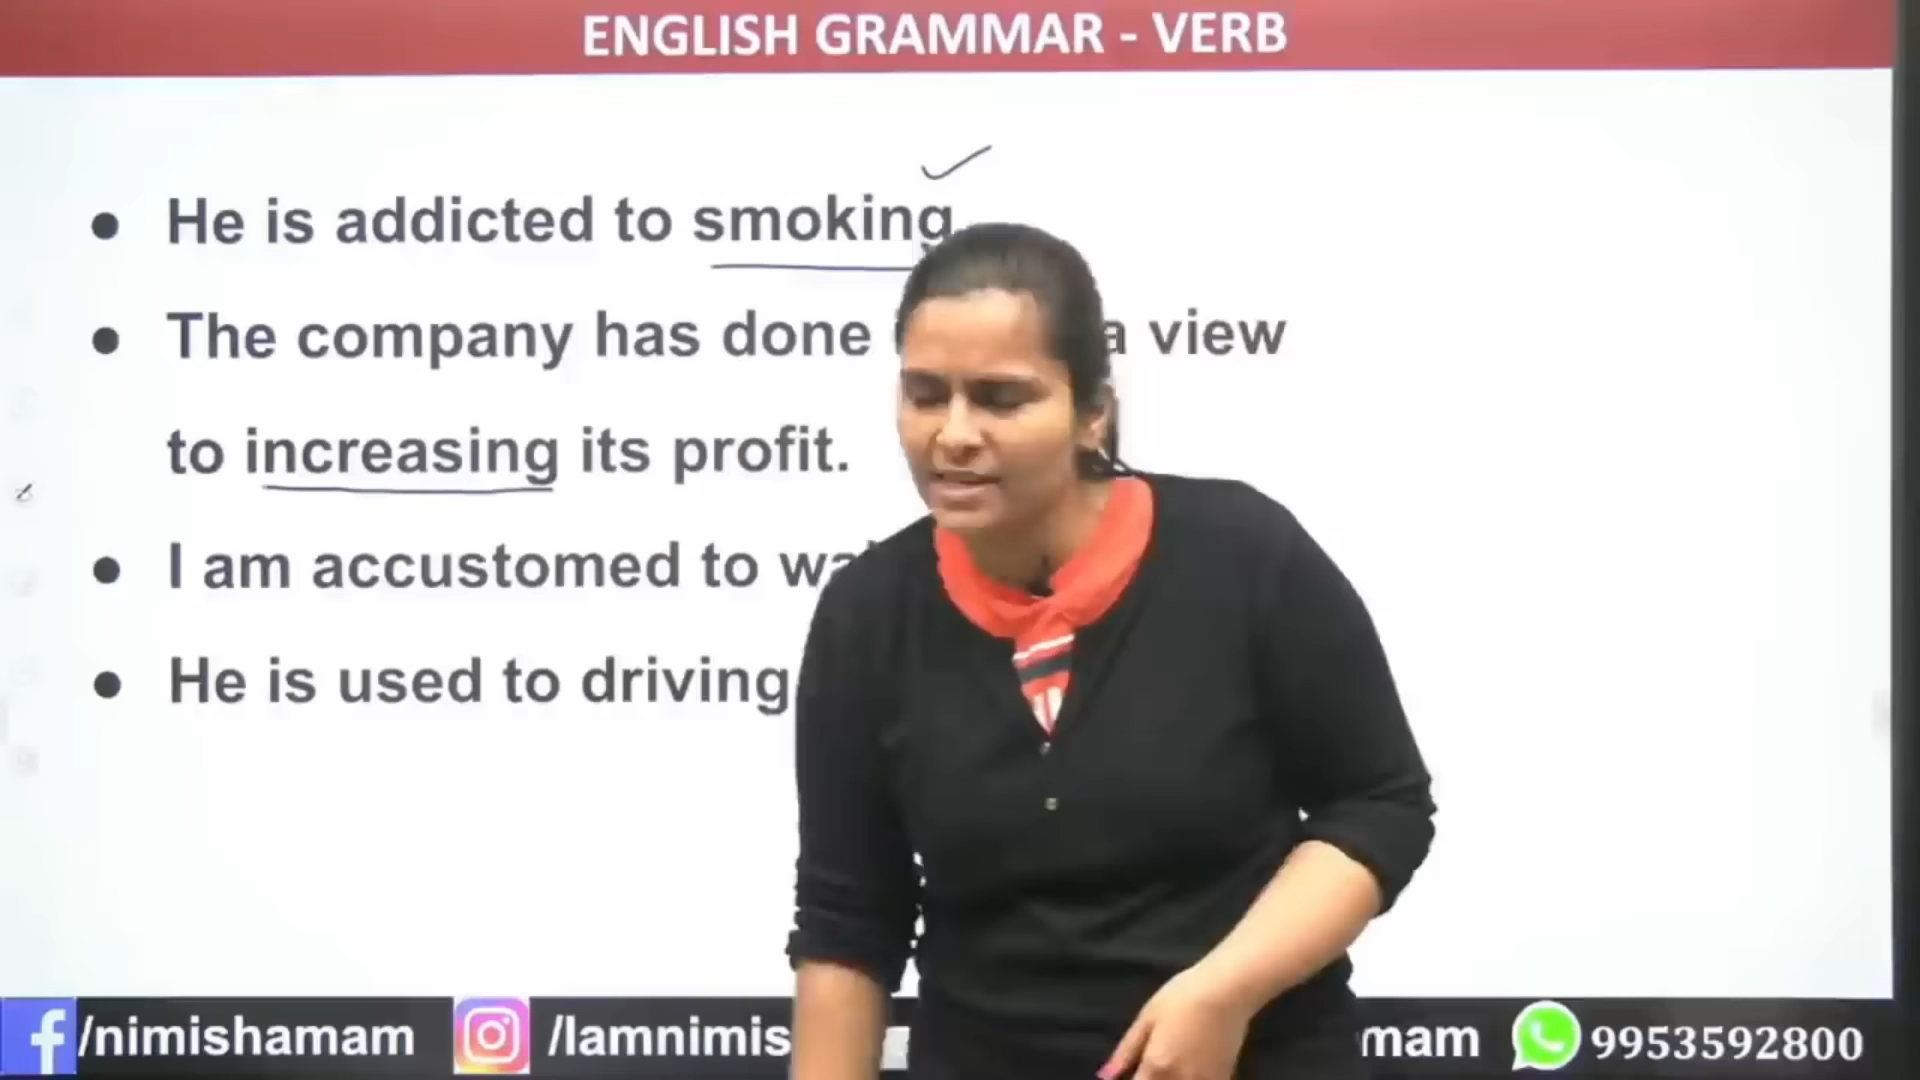 ENGLISH GRAMMAR - VERB
● He is addicted to smoking
● The company has done a view
to increasing its profit.
● I am accustomed to
● He is used to driving
/nimishamam /Iamnimis mam 9953592800